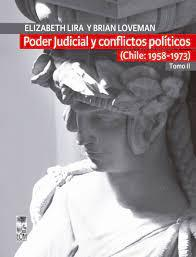 ELIZABETH LIRA Y BRIAN LOVEMAN
Poder Judicial y conflictos políticos
(Chile: 1958-1973)
Tomo II